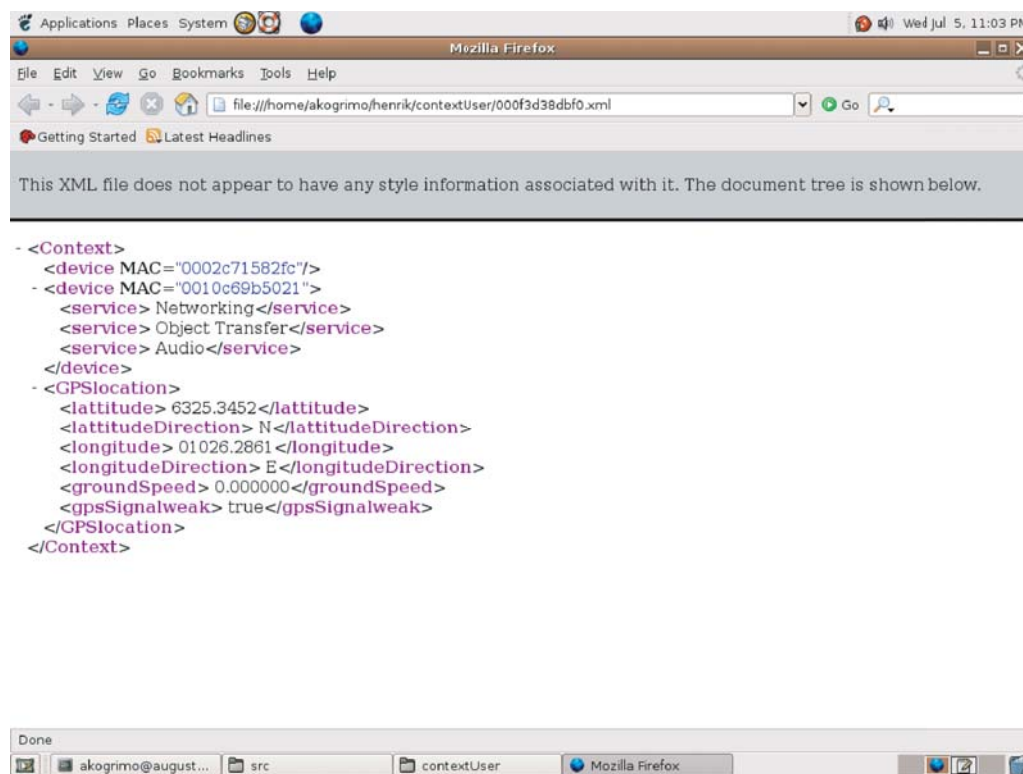 Applications Places System
Wed Jul 5, 11:03 PM
Mozilla Firefox
File Edit View Go Bookmarks Tools Help
file:///home/akogrimo/henrik/contextUser/000f3d38dbf0.xml
Go
Getting Started Latest Headlines
This XML file does not appear to have any style information associated with it. The document tree is shown below.
- <Context>
<device MAC="0002c71582fc"/>
- <device MAC="0010c69b5021">
<service> Networking</service>
<service> Object Transfer</service>
<service> Audio</service>
</device>
- <GPSlocation>
<lattitude> 6325.3452</lattitude>
<lattitudeDirection> N</lattitudeDirection>
<longitude> 01026.2861</longitude>
<longitudeDirection> E</longitudeDirection>
<groundSpeed> 0.000000</groundSpeed>
<gpsSignalweak> true</gpsSignalweak>
</GPSlocation>
</Context>
Done
akogrimo@august... src contextUser Mozilla Firefox